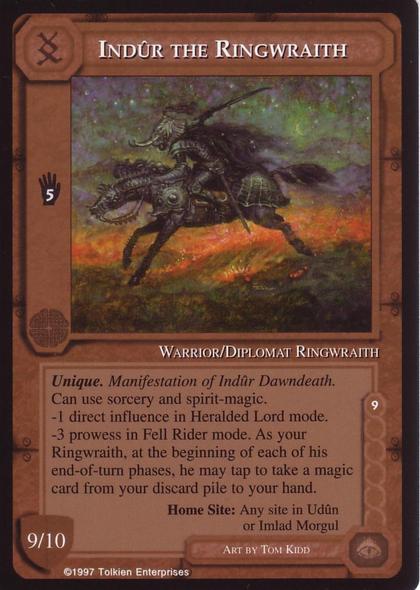 INDÛR THE RINGWRAITH
5
WARRIOR/DIPLOMAT RINGWRAITH
Unique. Manifestation of Indûr Dawndeath.
Can use sorcery and spirit-magic.
-1 direct influence in Heralded Lord mode.
-3 prowess in Fell Rider mode. As your
Ringwraith, at the beginning of each of his
end-of-turn phases, he may tap to take a magic
card from your discard pile to your hand.
9
Home Site: Any site in Udûn
or Imlad Morgul
9/10
ART BY TOM KIDD
©1997 Tolkien Enterprises